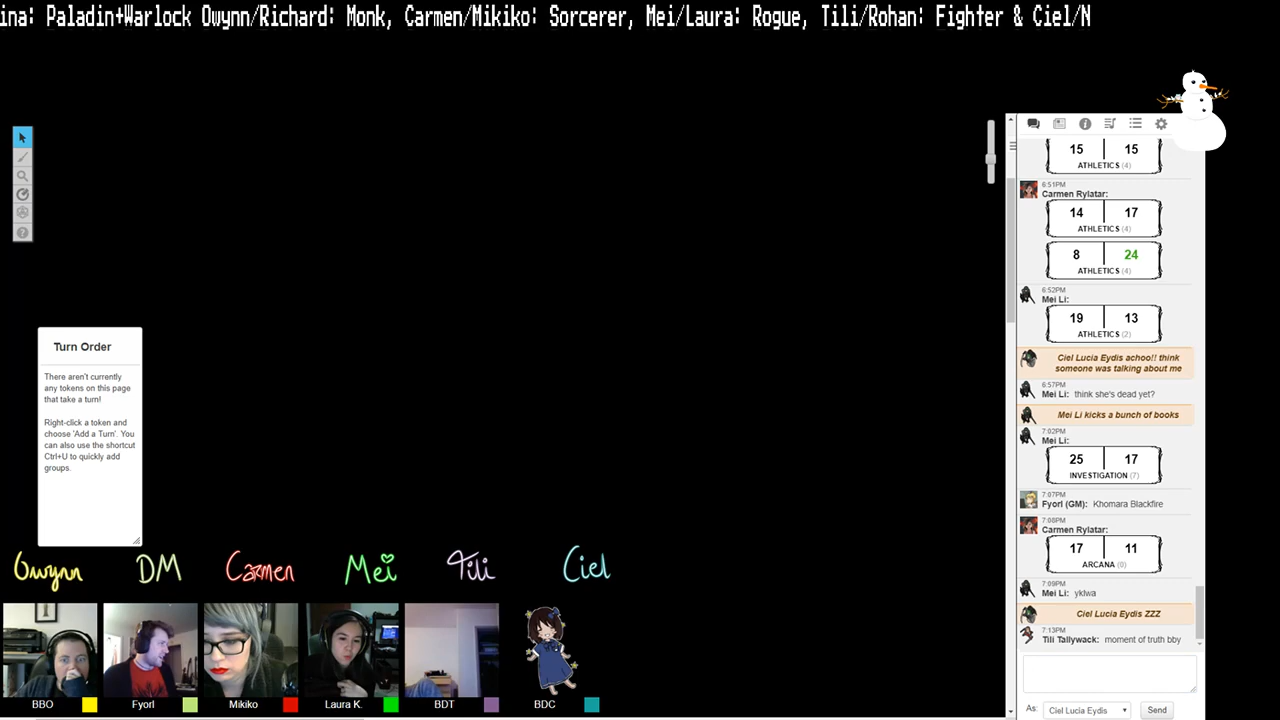 ina: Paladin+Warlock Owynn/Richard: Monk, Carmen/Mikiko: Sorcerer, Mei/Laura: Rogue, Tili/Rohan: Fighter & Ciel/N
15 15
ATHLETICS (4)
6:51PM
Carmen Rylatar:
14 17
ATHLETICS (4)
8 24
ATHLETICS (4)
6:52PM
Mei Li:
19 13
ATHLETICS (2)
Ciel Lucia Eydis achoo!! think
someone was talking about me
6:57PM
Mei Li: think she's dead yet?
Mei Li kicks a bunch of books
7:02PM
Mei Li:
25 17
INVESTIGATION (7)
7:07PM
Fyorl (GM): Khomara Blackfire
7:08PM
Carmen Rylatar:
17 11
ARCANA (0)
7:09PM
Mei Li: yklwa
Ciel Lucia Eydis ZZZ
7:13PM
Tili Tallywack: moment of truth bby
As: Ciel Lucia Eydis Send
Turn Order
There aren't currently
any tokens on this page
that take a turn!
Right-click a token and
choose 'Add a Turn'. You
can also use the shortcut
Ctrl+U to quickly add
groups.
Owynn DM Carmen Mei Tili Ciel
BBO Fyorl Mikiko Laura K. BDT BDC